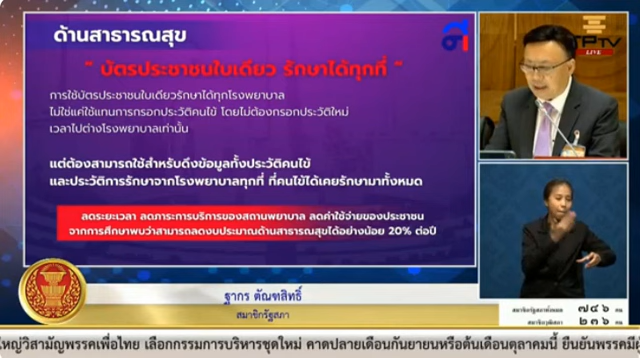 ด้านสาธารณสุข
TPTV
LIVE
" บัตรประชาชนใบเดียว รักษาได้ทุกที่ "
การใช้บัตรประชาชนใบเดียวรักษาได้ทุกโรงพยาบาล
ไม่ใช่แค่ใช้แทนการกรอกประวัติคนไข้ โดยไม่ต้องกรอกประวัติใหม่
เวลาไปต่างโรงพยาบาลเท่านั้น
แต่ต้องสามารถใช้สำหรับดึงข้อมูลทั้งประวัติคนไข้
และประวัติการรักษาจากโรงพยาบาลทุกที่ ที่คนไข้ได้เคยรักษามาทั้งหมด
ลดระยะเวลา ลดภาระการบริการของสถานพยาบาล ลดค่าใช้จ่ายของประชาชน
จากการศึกษาพบว่าสามารถลดงบประมาณด้านสาธารณสุขได้อย่างน้อย 20% ต่อปี
ฐากร ตัณฑสิทธิ์
สมาชิกรัฐสภา
สมาชิกรัฐสภาทั้งหมด ๗๔๖ คน
๒๓๖ คน
ใหญ่วิสามัญพรรคเพื่อไทย เลือกกรรมการบริหารชุดใหม่ คาดปลายเดือนกันยายนหรือต้นเดือนตุลาคมนี้ ยืนยันพรรคมี